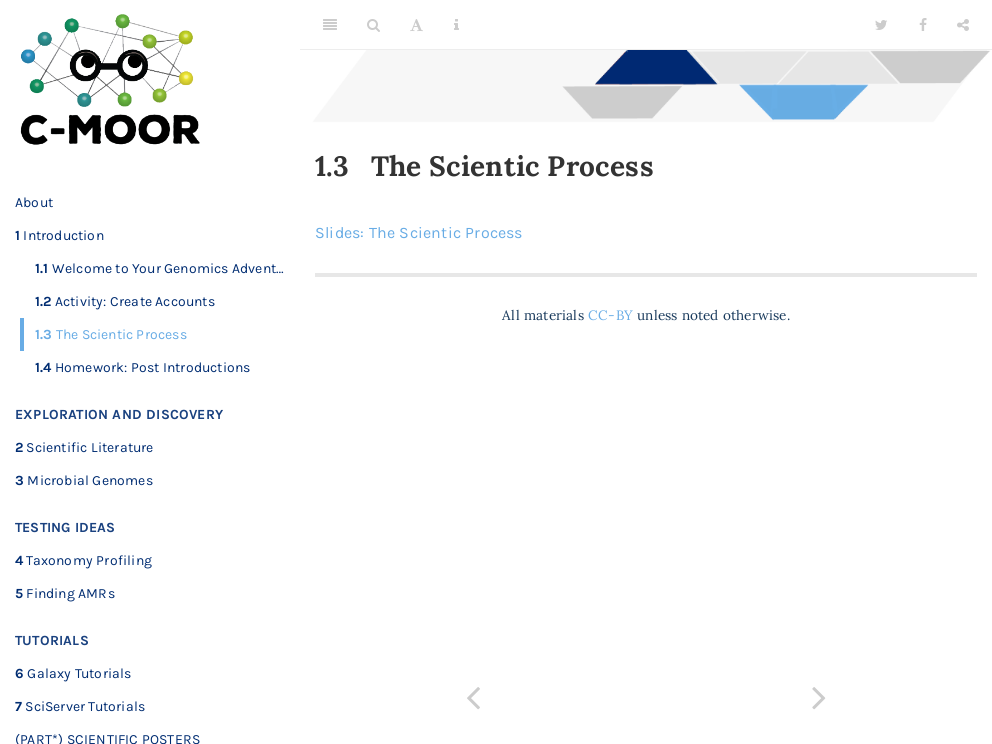 C-MOOR
About
1 Introduction
1.1 Welcome to Your Genomics Advent…
1.2 Activity: Create Accounts
1.3 The Scientic Process
1.4 Homework: Post Introductions
EXPLORATION AND DISCOVERY
2 Scientific Literature
3 Microbial Genomes
TESTING IDEAS
4 Taxonomy Profiling
5 Finding AMRs
TUTORIALS
6 Galaxy Tutorials
7 SciServer Tutorials
(PART*) SCIENTIFIC POSTERS
1.3 The Scientic Process
Slides: The Scientic Process
All materials CC-BY unless noted otherwise.